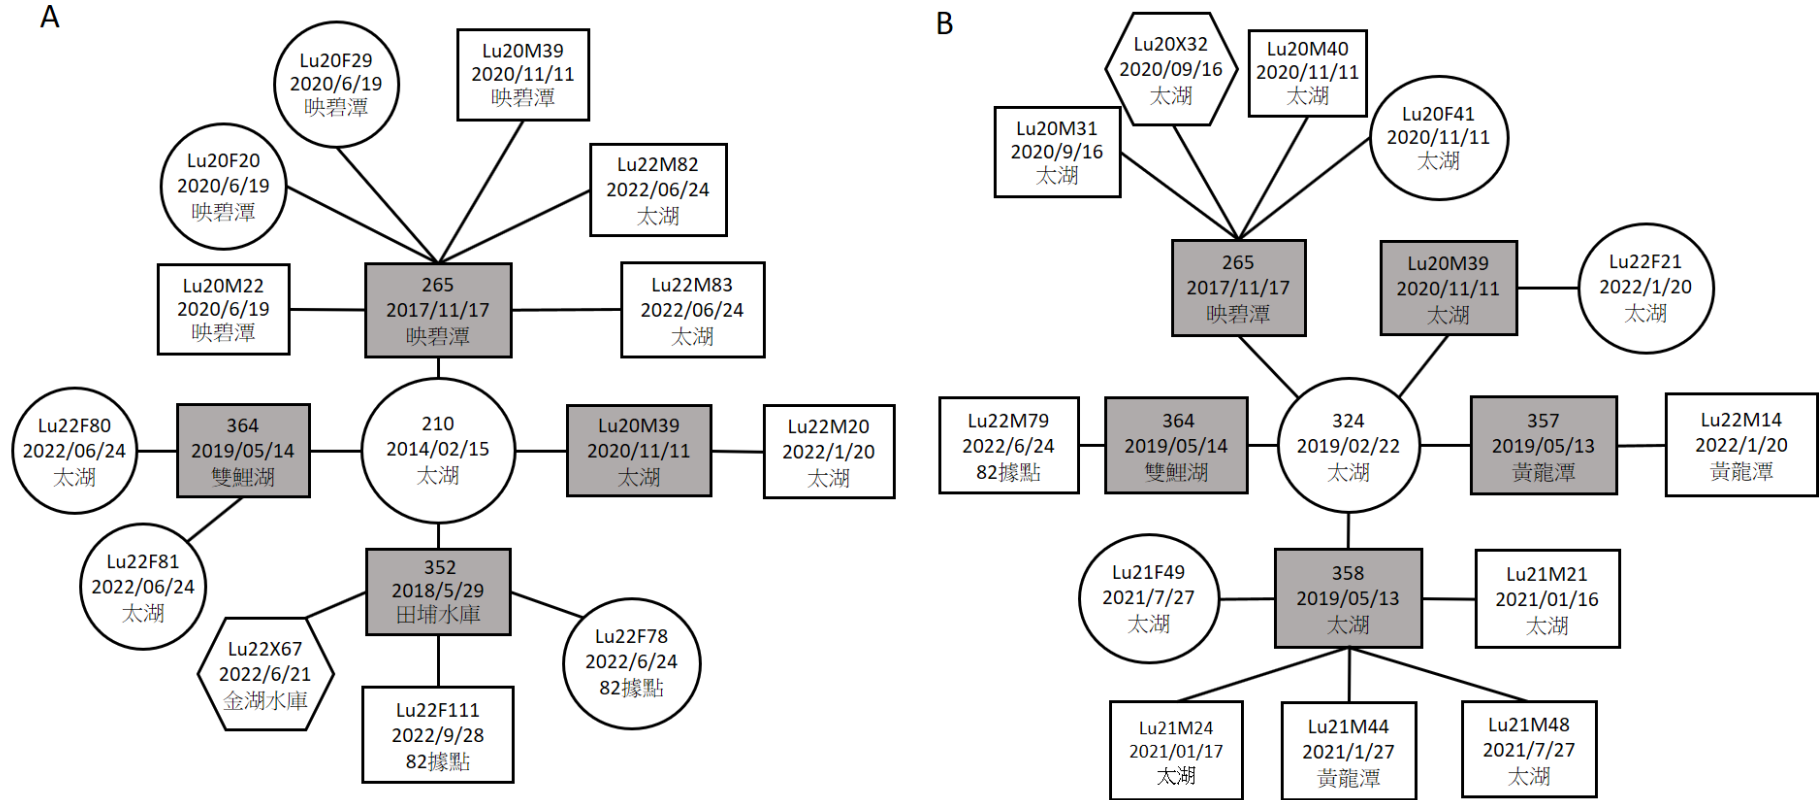 A
Lu20F29
2020/6/19
映碧潭
Lu20M39
2020/11/11
映碧潭
Lu20F20
2020/6/19
映碧潭
Lu22M82
2022/06/24
太湖
Lu20M22
2020/6/19
映碧潭
265
2017/11/17
映碧潭
Lu22M83
2022/06/24
太湖
Lu22F80
2022/06/24
太湖
364
2019/05/14
雙鯉湖
210
2014/02/15
太湖
Lu20M39
2020/11/11
太湖
Lu22M20
2022/1/20
太湖
Lu22F81
2022/06/24
太湖
352
2018/5/29
田埔水庫
Lu22X67
2022/6/21
金湖水庫
Lu22F111
2022/9/28
82據點
Lu22F78
2022/6/24
82據點
B
Lu20X32
2020/09/16
太湖
Lu20M40
2020/11/11
太湖
Lu20M31
2020/9/16
太湖
Lu20F41
2020/11/11
太湖
265
2017/11/17
映碧潭
Lu20M39
2020/11/11
太湖
Lu22F21
2022/1/20
太湖
Lu22M79
2022/6/24
82據點
364
2019/05/14
雙鯉湖
324
2019/02/22
太湖
357
2019/05/13
黃龍潭
Lu22M14
2022/1/20
黃龍潭
Lu21F49
2021/7/27
太湖
358
2019/05/13
太湖
Lu21M21
2021/01/16
太湖
Lu21M24
2021/01/17
太湖
Lu21M44
2021/1/27
黃龍潭
Lu21M48
2021/7/27
太湖